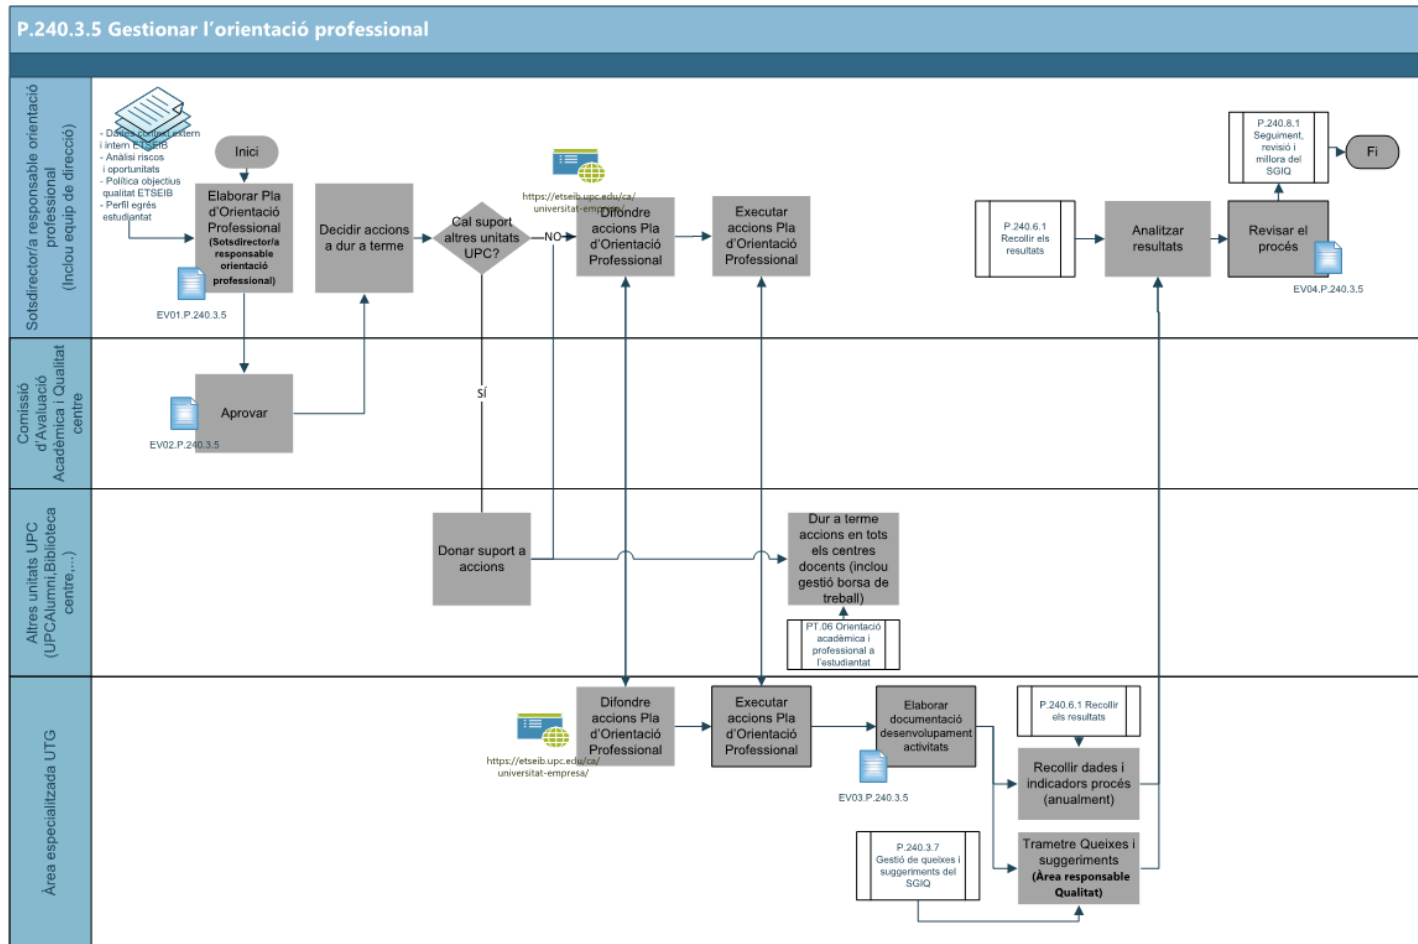 P.240.3.5 Gestionar l'orientació professional
Sotsdirector/a responsable orientació
professional
(Inclou equip de direcció)
- Dades context extern
i intern ETSEIB
- Anàlisi riscos
i oportunitats
- Política objectius
qualitat ETSEIB
- Perfil egrés
estudiantat
Inici
Elaborar Pla
d'Orientació
Professional
(Sotsdirector/a
responsable
orientació
professional)
EV01.P.240.3.5
Decidir accions
a dur a terme
Cal suport
altres unitats
UPC?
NO
SÍ
https://etseib.upc.edu/ca/
universitat-empresa/
Difondre
accions Pla
d'Orientació
Professional
Executar
accions Pla
d'Orientació
Professional
P.240.6.1
Recollir els
resultats
Analitzar
resultats
Revisar el
procés
EV04.P.240.3.5
P.240.8.1
Seguiment,
revisió i
millora del
SGIQ
Fi
Comissió
d'Avaluació
Acadèmica i Qualitat
centre
Aprovar
EV02.P.240.3.5
Altres unitats UPC
(UPCAlumni,Biblioteca
centre,...)
Donar suport a
accions
Dur a terme
accions en tots
els centres
docents (inclou
gestió borsa de
treball)
PT.06 Orientació
acadèmica i
professional a
l'estudiantat
Àrea especialitzada UTG
https://etseib.upc.edu/ca/
universitat-empresa/
Difondre
accions Pla
d'Orientació
Professional
Executar
accions Pla
d'Orientació
Professional
Elaborar
documentació
desenvolupament
activitats
EV03.P.240.3.5
P.240.6.1 Recollir
els resultats
Recollir dades i
indicadors procés
(anualment)
P.240.3.7
Gestió de queixes i
suggeriments del
SGIQ
Trametre Queixes i
suggeriments
(Àrea responsable
Qualitat)